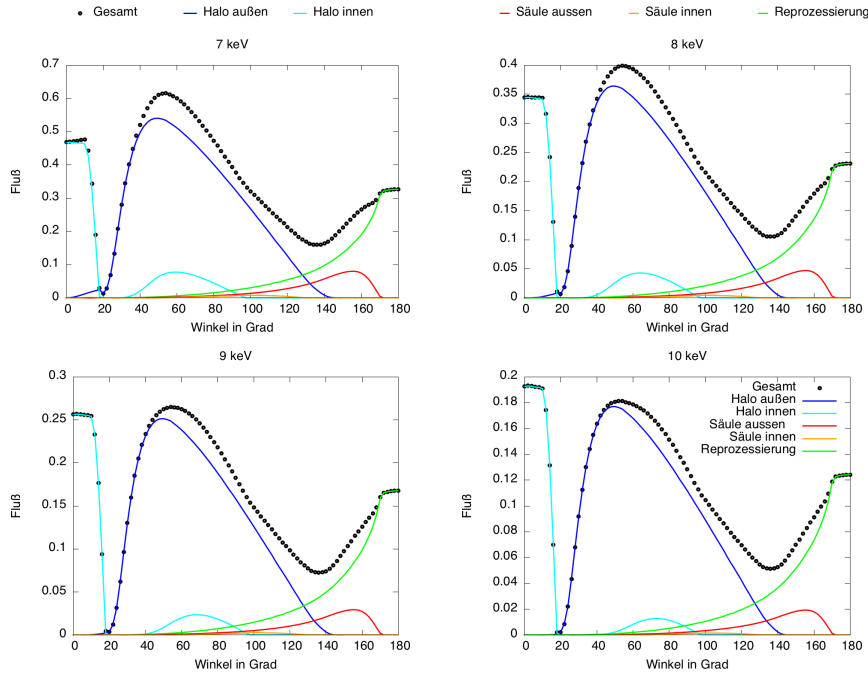 Gesamt Halo außen Halo innen Säule aussen Säule innen Reprozessierung
7 keV
0.7
0.6
0.5
0.4
0.3
0.2
0.1
0
Fluß
0 20 40 60 80 100 120 140 160 180
Winkel in Grad
8 keV
0.4
0.35
0.3
0.25
0.2
0.15
0.1
0.05
0
Fluß
0 20 40 60 80 100 120 140 160 180
Winkel in Grad
9 keV
0.3
0.25
0.2
0.15
0.1
0.05
0
Fluß
0 20 40 60 80 100 120 140 160 180
Winkel in Grad
10 keV
0.2
0.18
0.16
0.14
0.12
0.1
0.08
0.06
0.04
0.02
0
Fluß
Gesamt
Halo außen
Halo innen
Säule aussen
Säule innen
Reprozessierung
0 20 40 60 80 100 120 140 160 180
Winkel in Grad